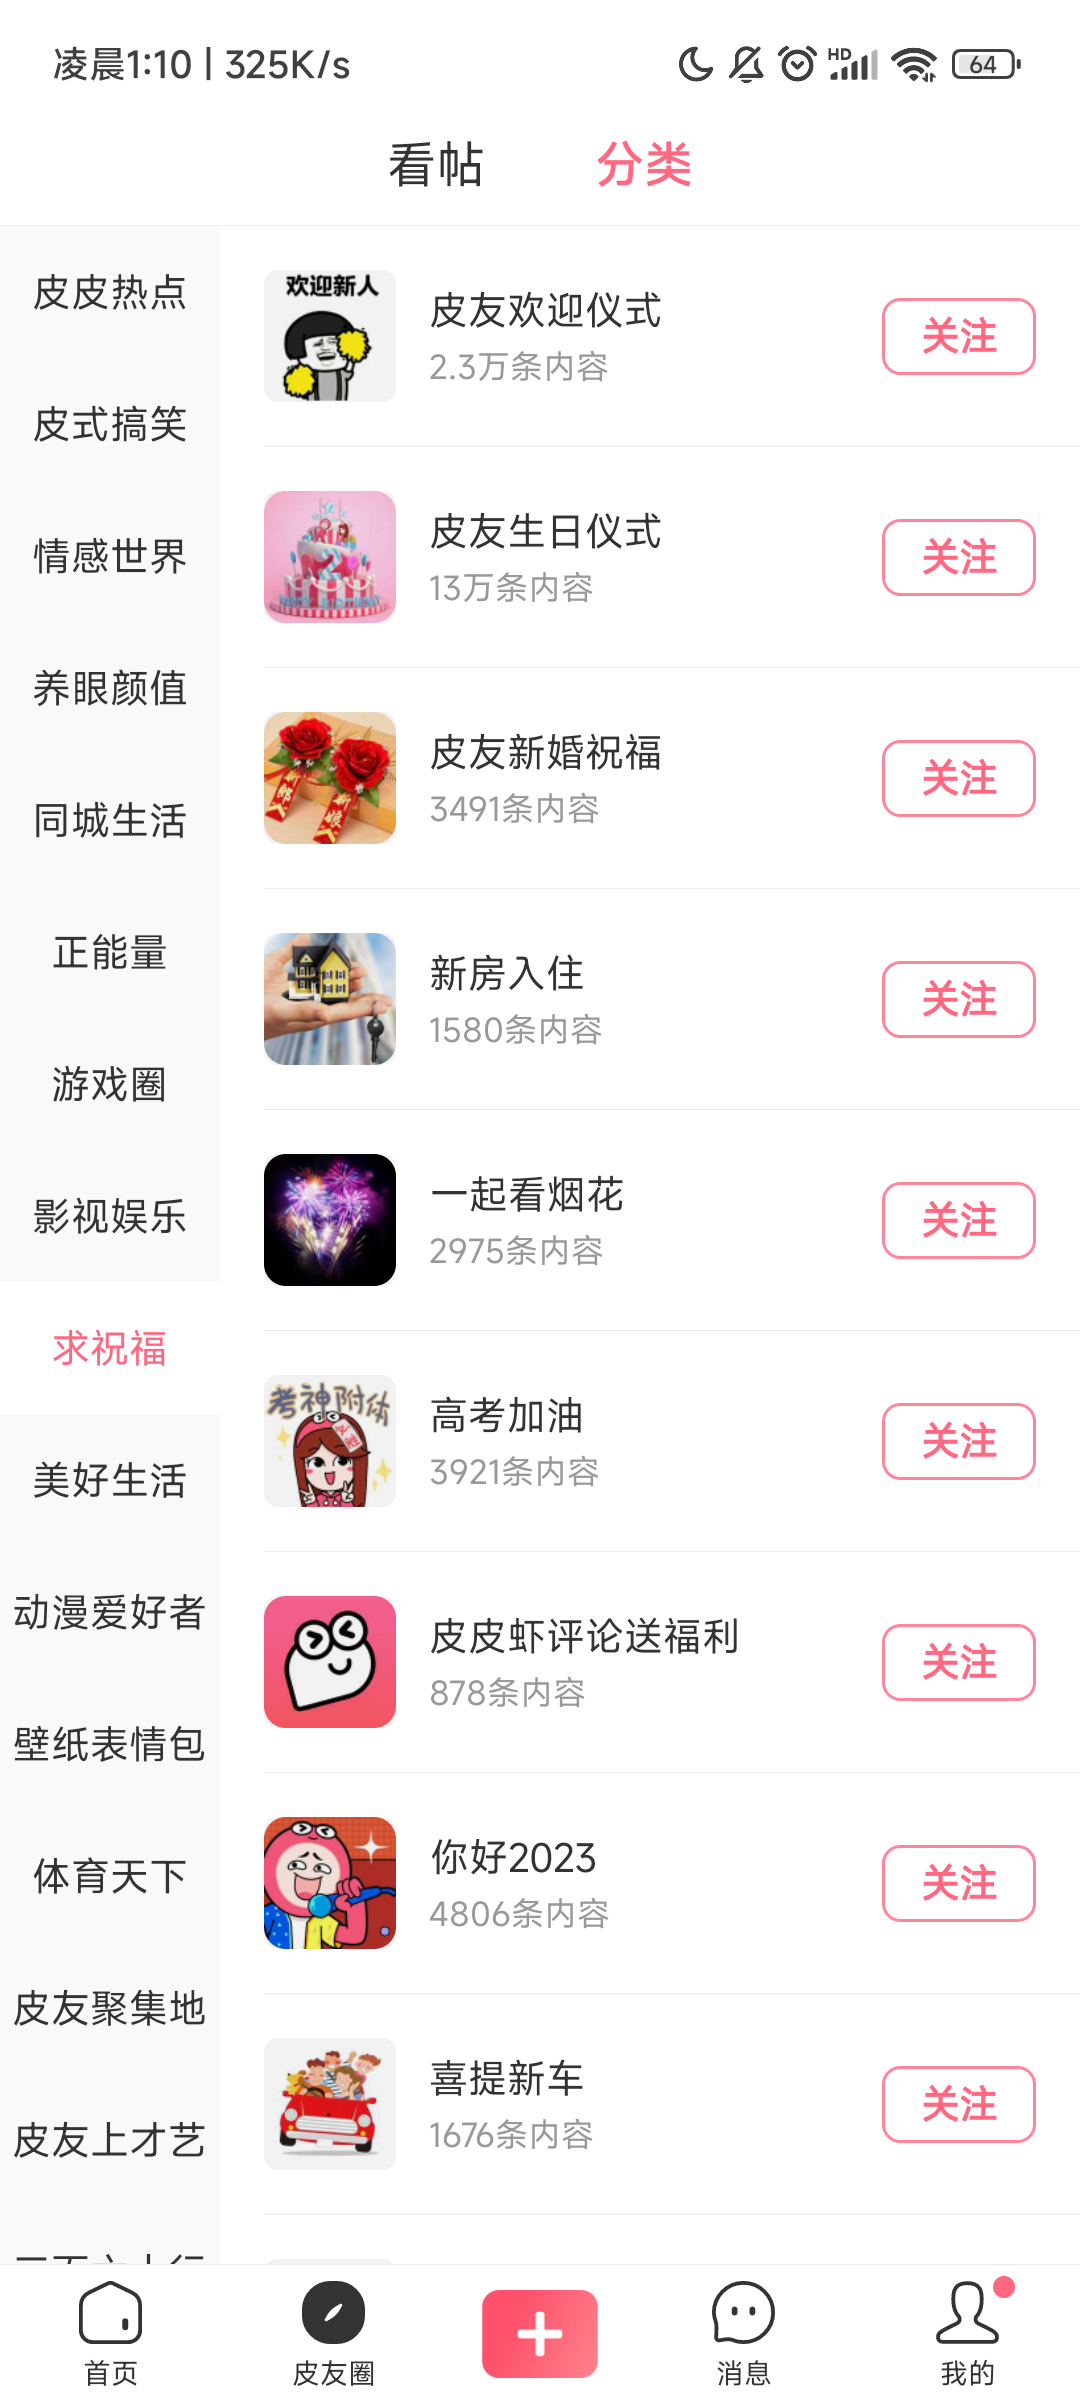 凌晨1:10 | 325K/s
HD
64
看帖
分类
皮皮热点
皮式搞笑
情感世界
养眼颜值
同城生活
正能量
游戏圈
影视娱乐
求祝福
美好生活
动漫爱好者
壁纸表情包
体育天下
皮友聚集地
皮友上才艺
欢迎新人
皮友欢迎仪式
2.3万条内容
关注
皮友生日仪式
13万条内容
关注
新郎
新娘
皮友新婚祝福
3491条内容
关注
新房入住
1580条内容
关注
一起看烟花
2975条内容
关注
考神附体
必胜
高考加油
3921条内容
关注
皮皮虾评论送福利
878条内容
关注
你好2023
4806条内容
关注
喜提新车
1676条内容
关注
首页
皮友圈
消息
我的